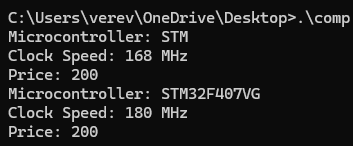 C:\Users\verev\OneDrive\Desktop>.\comp
Microcontroller: STM
Clock Speed: 168 MHz
Price: 200
Microcontroller: STM32F407VG
Clock Speed: 180 MHz
Price: 200